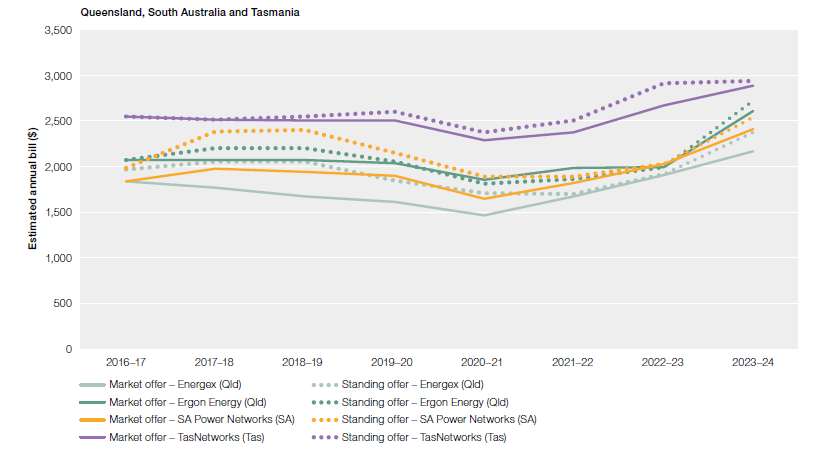 Queensland, South Australia and Tasmania
Estimated annual bill ($)
3,500
3,000
2,500
2,000
1,500
1,000
500
0
2016–17 2017–18 2018–19 2019–20 2020–21 2021–22 2022–23 2023–24
Market offer – Energex (Qld) Standing offer – Energex (Qld)
Market offer – Ergon Energy (Qld) Standing offer – Ergon Energy (Qld)
Market offer – SA Power Networks (SA) Standing offer – SA Power Networks (SA)
Market offer – TasNetworks (Tas) Standing offer – TasNetworks (Tas)